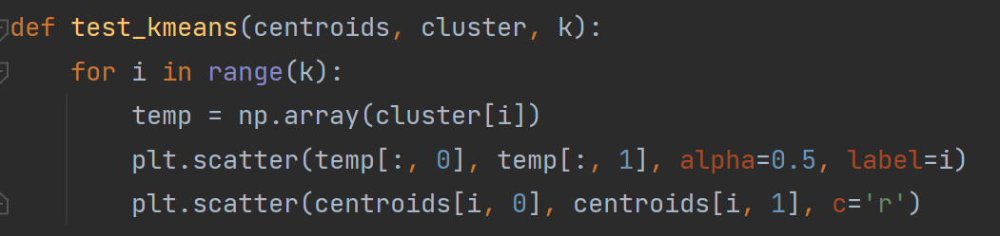 def test_kmeans(centroids, cluster, k):
    for i in range(k):
        temp = np.array(cluster[i])
        plt.scatter(temp[:, 0], temp[:, 1], alpha=0.5, label=i)
        plt.scatter(centroids[i, 0], centroids[i, 1], c='r')